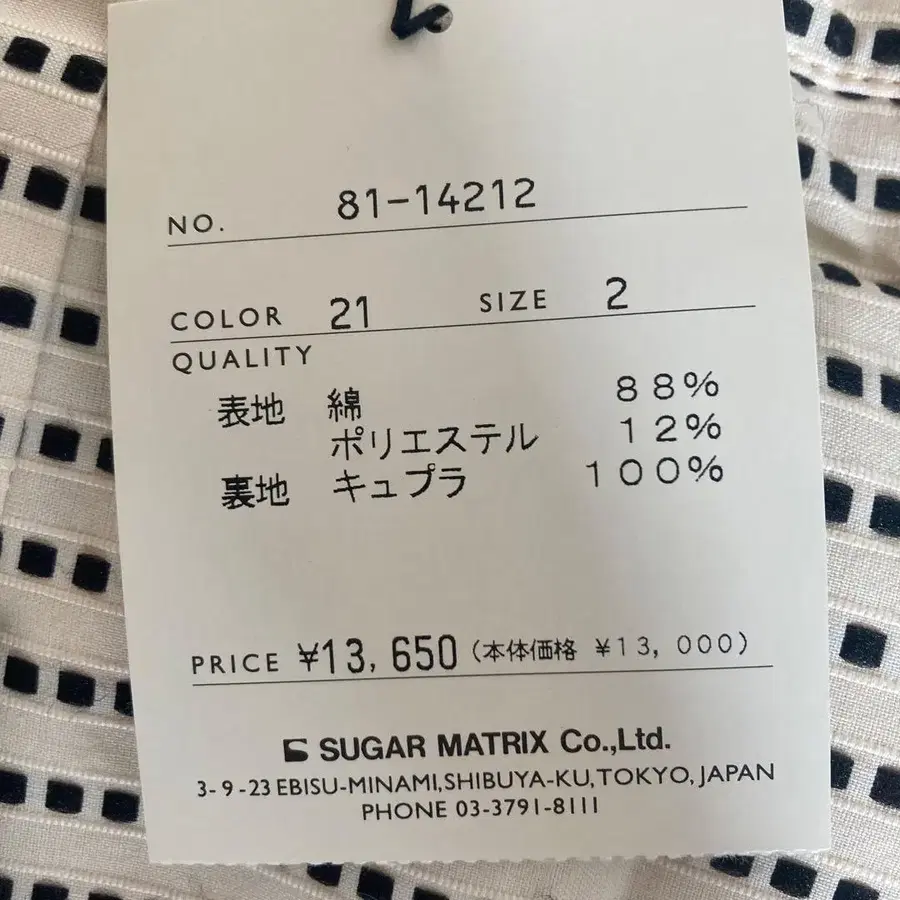 NO. 81-14212
COLOR 21 SIZE 2
QUALITY
表地 綿 88%
ポリエステル 12%
裏地 キュプラ 100%
PRICE ¥13,650 (本体価格 ¥13,000)
SUGAR MATRIX Co.,Ltd.
3-9-23 EBISU-MINAMI,SHIBUYA-KU,TOKYO,JAPAN
PHONE 03-3791-8111